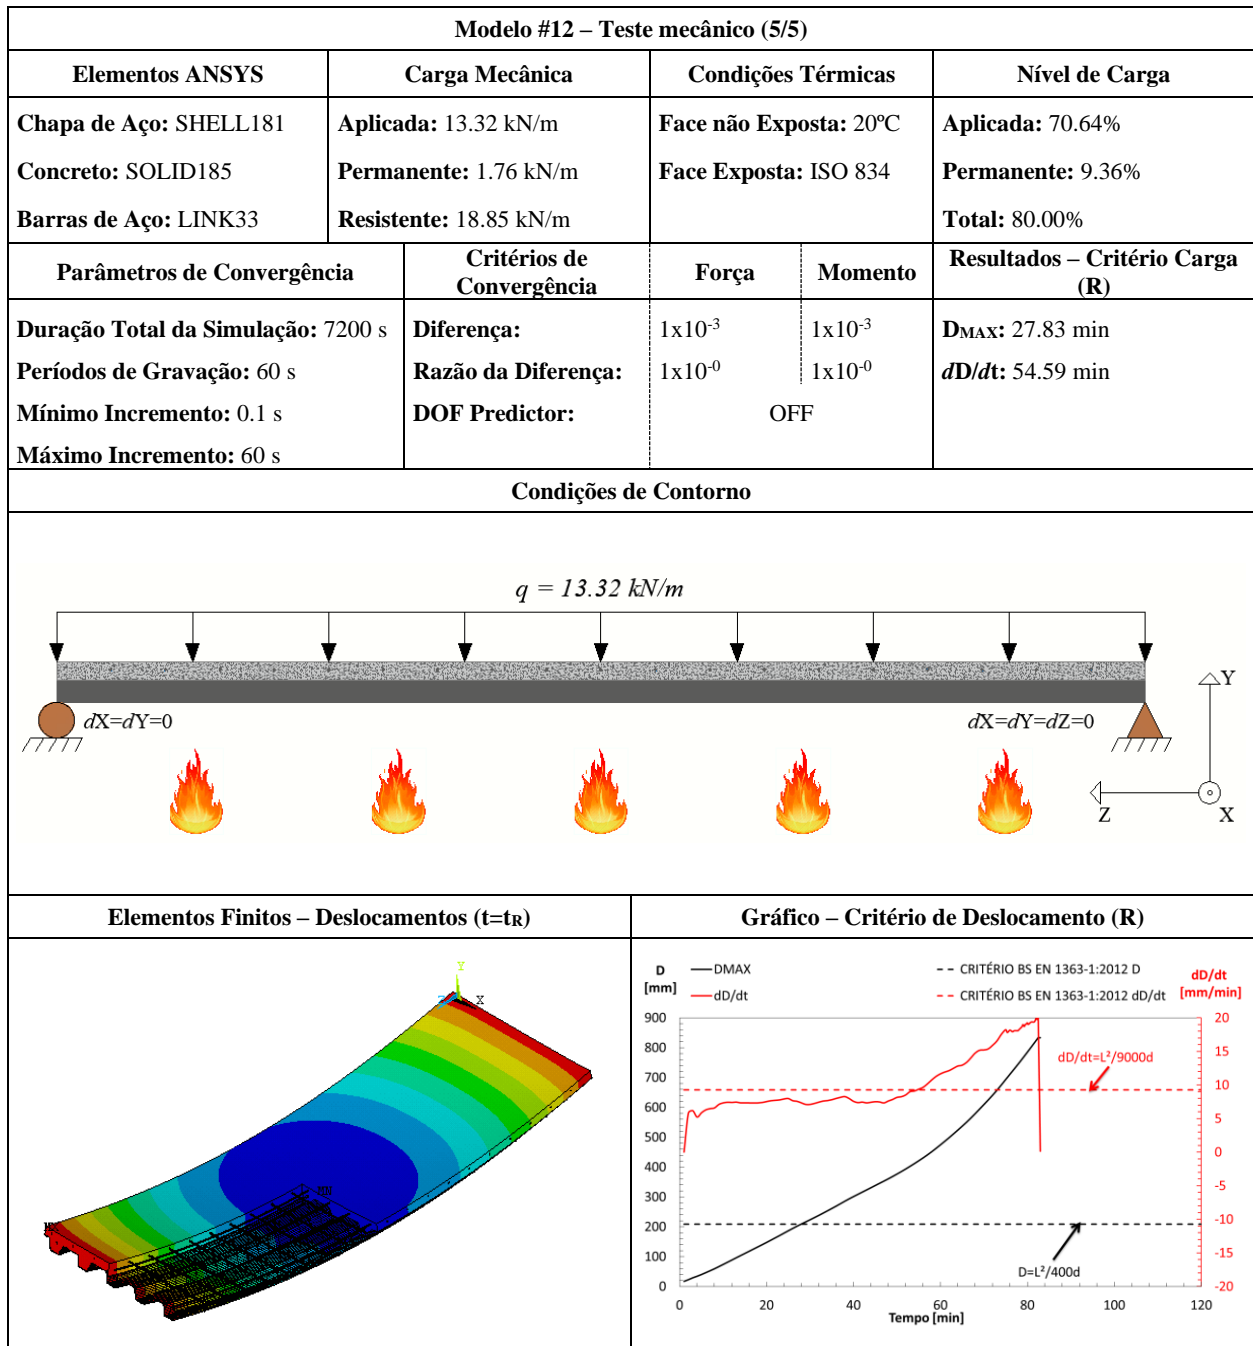 Modelo #12 – Teste mecânico (5/5)
Elementos ANSYS
Carga Mecânica
Condições Térmicas
Nível de Carga
Chapa de Aço: SHELL181
Concreto: SOLID185
Barras de Aço: LINK33
Aplicada: 13.32 kN/m
Permanente: 1.76 kN/m
Resistente: 18.85 kN/m
Face não Exposta: 20ºC
Face Exposta: ISO 834
Aplicada: 70.64%
Permanente: 9.36%
Total: 80.00%
Parâmetros de Convergência
Critérios de
Convergência
Força
Momento
Resultados – Critério Carga
(R)
Duração Total da Simulação: 7200 s
Períodos de Gravação: 60 s
Mínimo Incremento: 0.1 s
Máximo Incremento: 60 s
Diferença:
Razão da Diferença:
DOF Predictor:
1x10-3
1x10-0
1x10-3
1x10-0
OFF
DMAX: 27.83 min
dD/dt: 54.59 min
Condições de Contorno
q = 13.32 kN/m
dX=dY=0
dX=dY=dZ=0
Y
Z
X
Elementos Finitos – Deslocamentos (t=tR)
Gráfico – Critério de Deslocamento (R)
Y
Z
X
MN
D
[mm]
DMAX
dD/dt
CRITÉRIO BS EN 1363-1:2012 D
CRITÉRIO BS EN 1363-1:2012 dD/dt
dD/dt
[mm/min]
900
800
700
600
500
400
300
200
100
0
20
15
10
5
0
-5
-10
-15
-20
dD/dt=L²/9000d
D=L²/400d
0
20
40
60
80
100
120
Tempo [min]